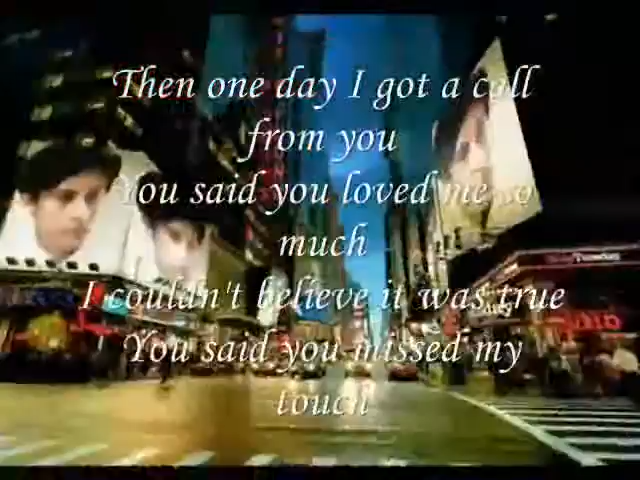 Then one day I got a call
from you
You said you loved me so
much
I couldn't believe it was true
You said you missed my
touch